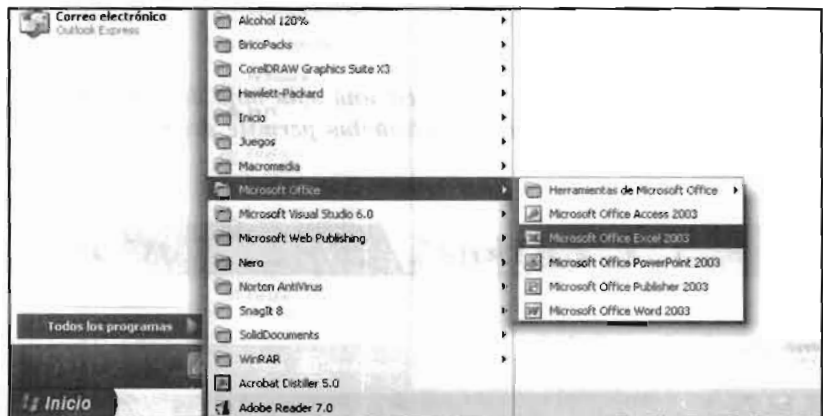 Correo electrónico
Outlook Express
Todos los programas
Inicio
Alcohol 120%
BricoPacks
CorelDRAW Graphics Suite X3
Hewlett-Packard
Inicio
Juegos
Macromedia
Microsoft Office
Microsoft Visual Studio 6.0
Microsoft Web Publishing
Nero
Norton AntiVirus
SnagIt 8
SolidDocuments
WinRAR
Acrobat Distiller 5.0
Adobe Reader 7.0
Herramientas de Microsoft Office
Microsoft Office Access 2003
Microsoft Office Excel 2003
Microsoft Office PowerPoint 2003
Microsoft Office Publisher 2003
Microsoft Office Word 2003